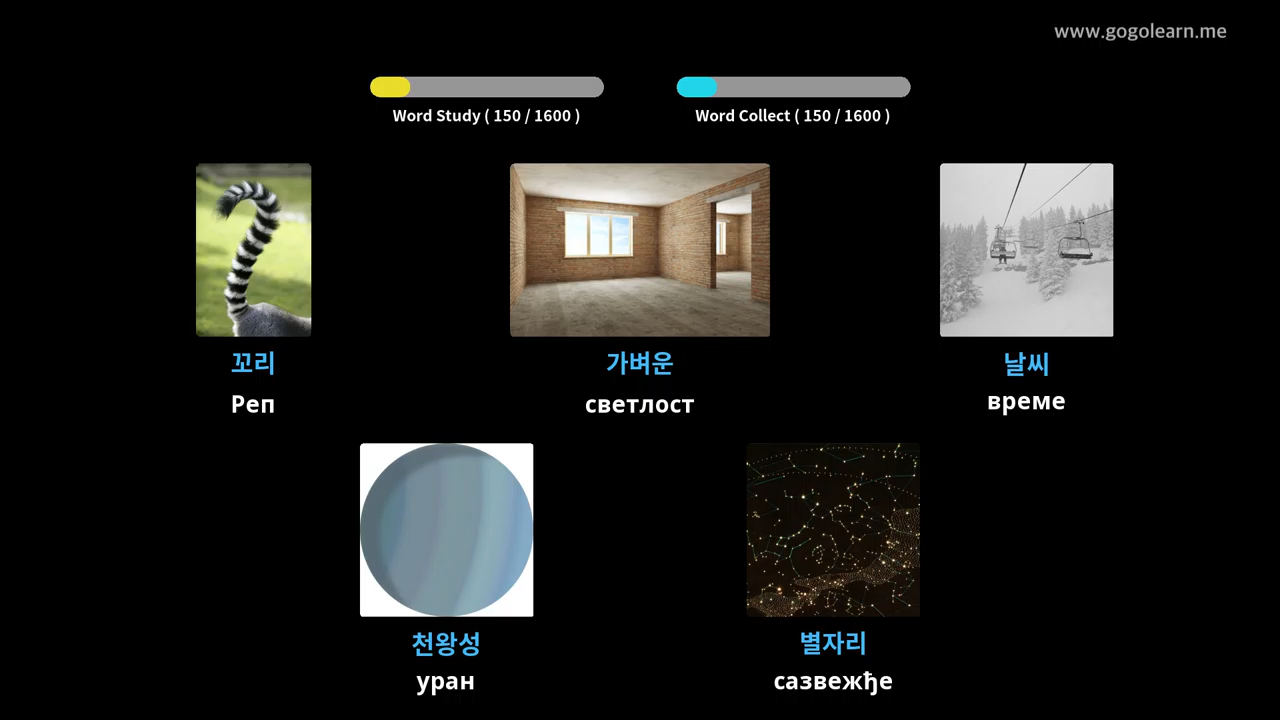 www.gogolearn.me
Word Study ( 150 / 1600 )
Word Collect ( 150 / 1600 )
꼬리
Реп
가벼운
светлост
날씨
време
천왕성
уран
별자리
сазвежђе